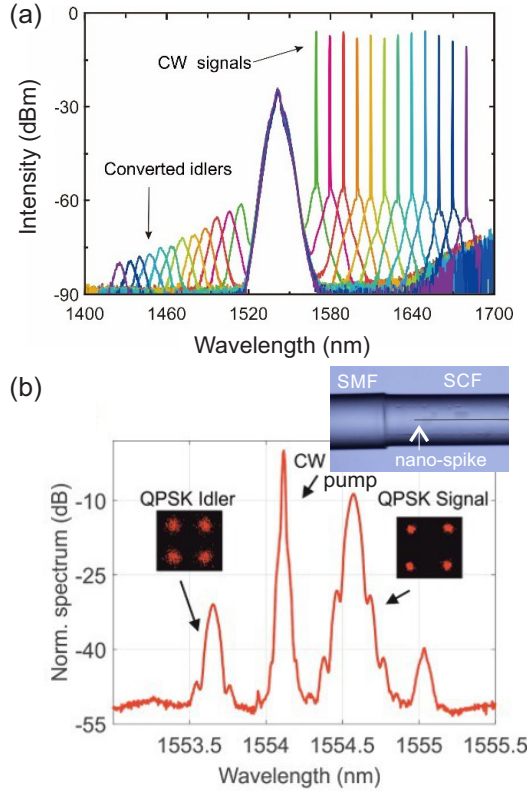 (a)
0
-30
-60
-90
Intensity (dBm)
CW signals
Converted idlers
1400 1460 1520 1580 1640 1700
Wavelength (nm)
(b)
SMF SCF
nano-spike
CW
pump
QPSK Idler
QPSK Signal
-10
-25
-40
-55
Norm. spectrum (dB)
1553.5 1554 1554.5 1555 1555.5
Wavelength (nm)